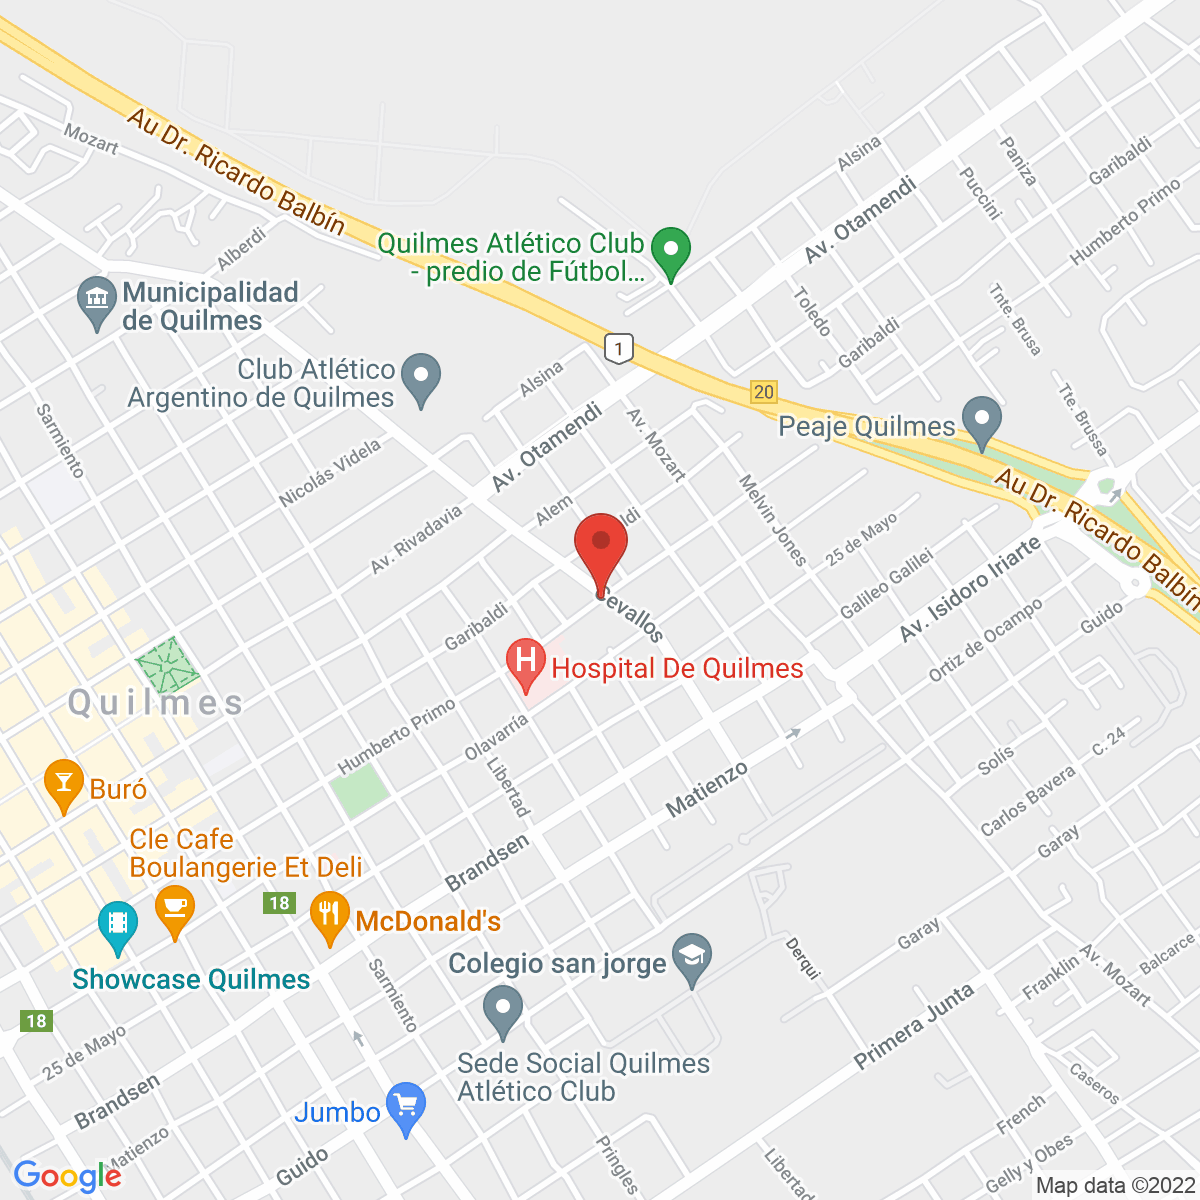 Mozart
Au Dr. Ricardo Balbín
Alberdi
Alsina
Paniza
Garibaldi
Puccini
Humberto Primo
Av. Otamendi
Quilmes Atlético Club
- predio de Fútbol...
Municipalidad
de Quilmes
Toledo
Tnte. Brusa
Garibaldi
1
Club Atlético
Argentino de Quilmes
Alsina
20
Tte. Brussa
Sarmiento
Av. Otamendi
Av. Mozart
Peaje Quilmes
Nicolás Videla
Au Dr. Ricardo Balbín
Av. Rivadavia
Alem
Melvin Jones
25 de Mayo
Galileo Galilei
Av. Isidoro Iriarte
Cevallos
Garibaldi
Ortiz de Ocampo
Guido
H
Hospital De Quilmes
Quilmes
Humberto Primo
Olavarría
Libertad
Matienzo
Solís
C. 24
Carlos Bavera
Garay
Buró
Cle Cafe
Boulangerie Et Deli
Brandsen
18
McDonald's
Showcase Quilmes
Sarmiento
Colegio san jorge
Derqui
Garay
Franklin
Av. Mozart
Balcarce
18
25 de Mayo
Primera Junta
Sede Social Quilmes
Atlético Club
Caseros
Brandsen
Jumbo
French
Matienzo
Guido
Pringles
Libertad
Gelly y Obes
Google
Map data ©2022